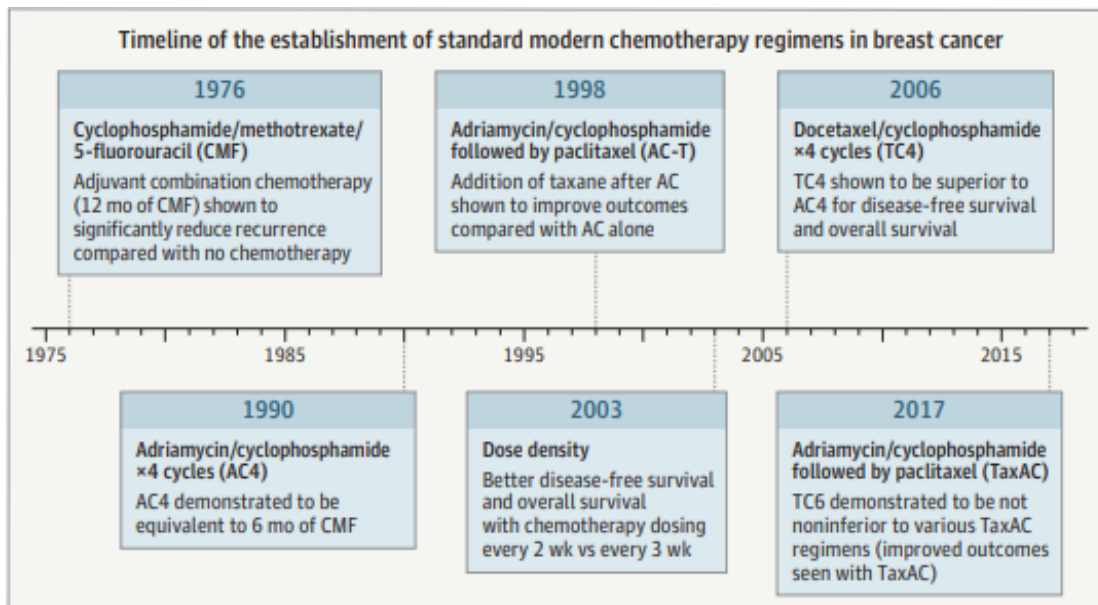 Timeline of the establishment of standard modern chemotherapy regimens in breast cancer
1976
Cyclophosphamide/methotrexate/
5-fluorouracil (CMF)
Adjuvant combination chemotherapy
(12 mo of CMF) shown to
significantly reduce recurrence
compared with no chemotherapy
1998
Adriamycin/cyclophosphamide
followed by paclitaxel (AC-T)
Addition of taxane after AC
shown to improve outcomes
compared with AC alone
2006
Docetaxel/cyclophosphamide
×4 cycles (TC4)
TC4 shown to be superior to
AC4 for disease-free survival
and overall survival
1975 1985 1995 2005 2015
1990
Adriamycin/cyclophosphamide
×4 cycles (AC4)
AC4 demonstrated to be
equivalent to 6 mo of CMF
2003
Dose density
Better disease-free survival
and overall survival
with chemotherapy dosing
every 2 wk vs every 3 wk
2017
Adriamycin/cyclophosphamide
followed by paclitaxel (TaxAC)
TC6 demonstrated to be not
noninferior to various TaxAC
regimens (improved outcomes
seen with TaxAC)